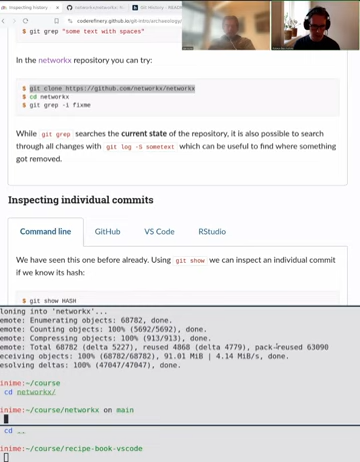 Inspecting history
coderefinery.github.io/git-intro/archaeology
$ git grep "some text with spaces"
In the networkx repository you can try:
$ git clone https://github.com/networkx/networkx
$ cd networkx
$ git grep -i fixme
While git grep searches the current state of the repository, it is also possible to search
through all changes with git log -S sometext which can be useful to find where something
got removed.
Inspecting individual commits
Command line GitHub VS Code RStudio
We have seen this one before already. Using git show we can inspect an individual commit
if we know its hash:
$ git show HASH
loning into 'networkx'...
emote: Enumerating objects: 68782, done.
emote: Counting objects: 100% (5692/5692), done.
emote: Compressing objects: 100% (913/913), done.
emote: Total 68782 (delta 5227), reused 4868 (delta 4779), pack-reused 63090
eceiving objects: 100% (68782/68782), 91.01 MiB | 4.14 MiB/s, done.
esolving deltas: 100% (47047/47047), done.
inime:~/course
cd networkx/
inime:~/course/networkx on main
cd ..
inime:~/course/recipe-book-vscode